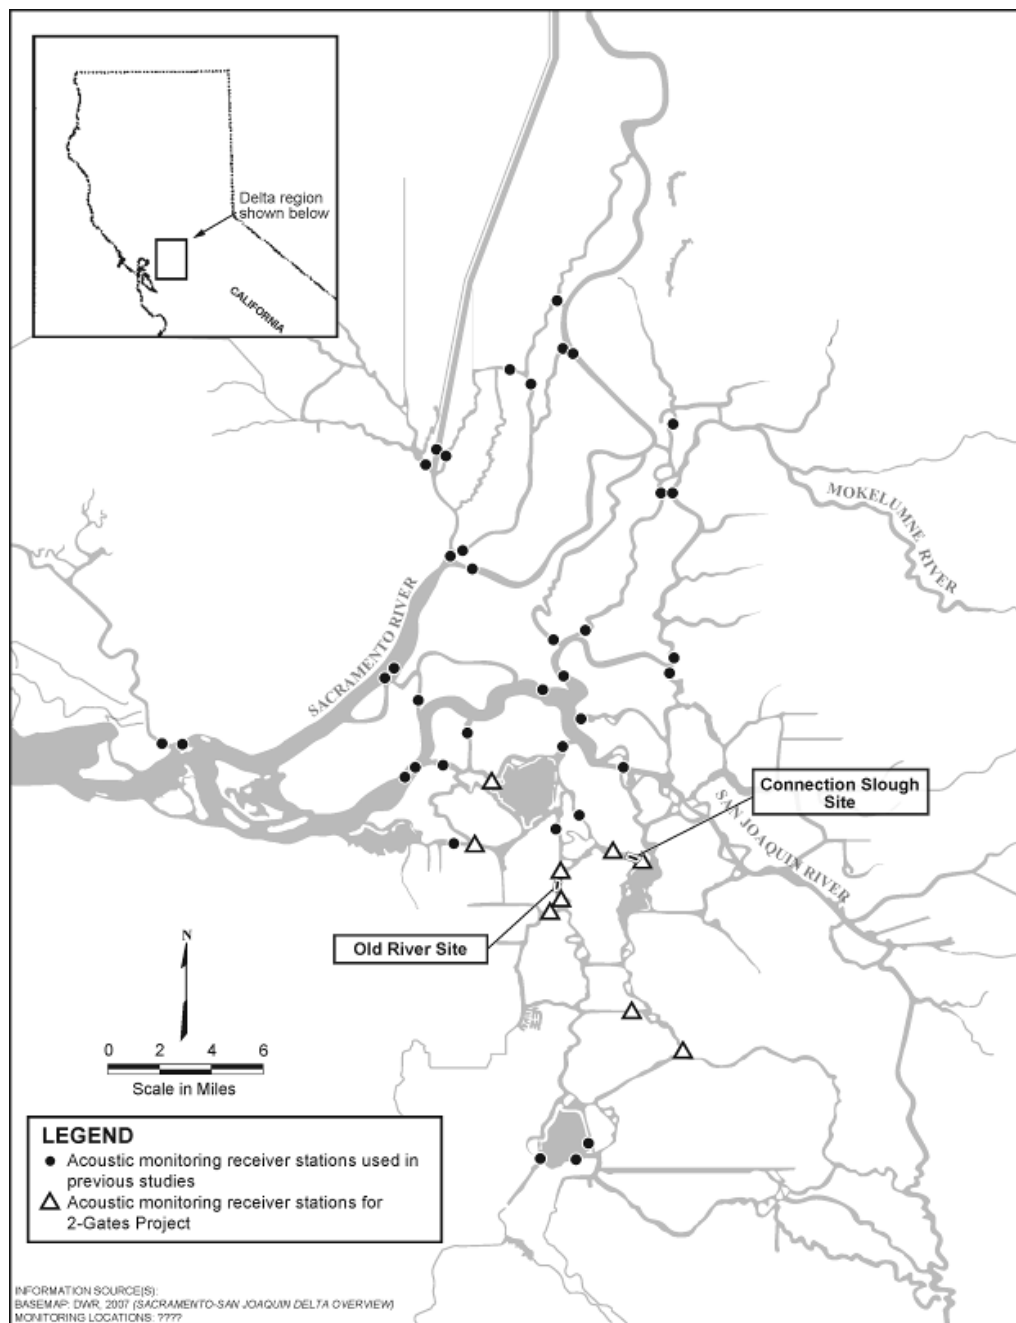 Delta region
shown below
CALIFORNIA
MOKELUMNE RIVER
SACRAMENTO RIVER
Connection Slough
Site
SAN JOAQUIN RIVER
Old River Site
N
0 2 4 6
Scale in Miles
LEGEND
Acoustic monitoring receiver stations used in
previous studies
Acoustic monitoring receiver stations for
2-Gates Project
INFORMATION SOURCE(S):
BASEMAP: DWR, 2007 (SACRAMENTO-SAN JOAQUIN DELTA OVERVIEW)
MONITORING LOCATIONS: ????